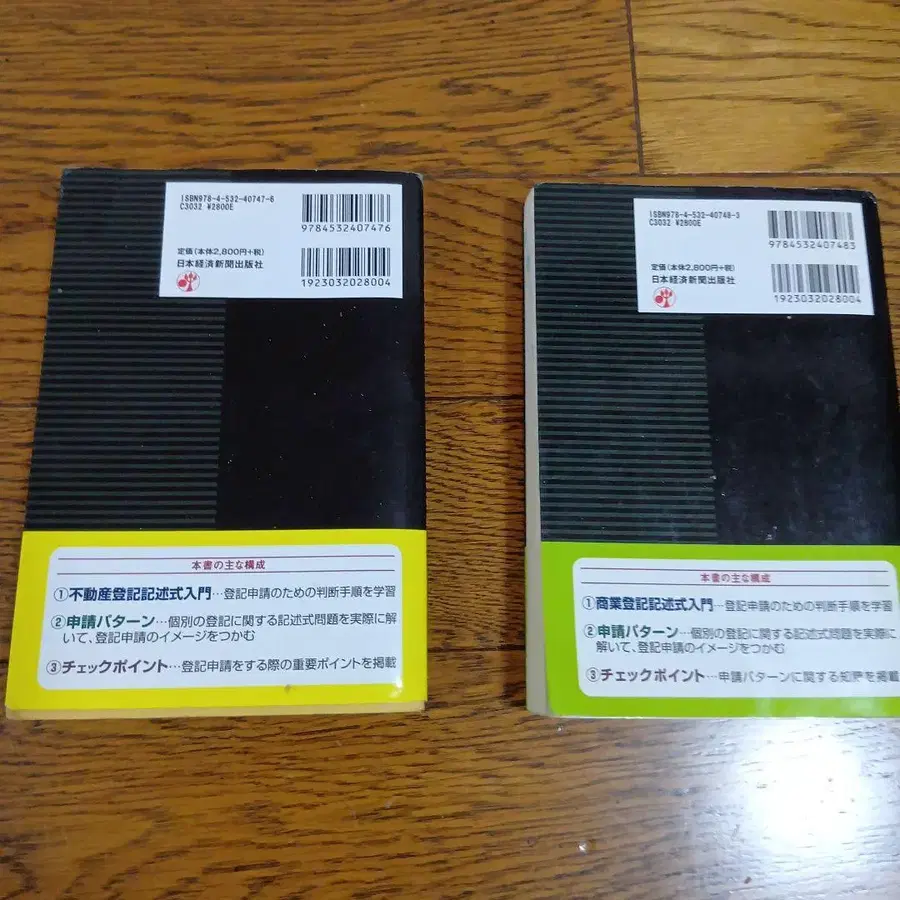 ISBN978-4-532-40747-6
C3032 ¥2800E
9784532407476
定価(本体2,800円+税)
日本経済新聞出版社
1923032028004
本書の主な構成
①不動産登記記述式入門…登記申請のための判断手順を学習
②申請パターン…個別の登記に関する記述式問題を実際に解
いて、登記申請のイメージをつかむ
③チェックポイント…登記申請をする際の重要ポイントを掲載
ISBN978-4-532-40748-3
C3032 ¥2800E
9784532407483
定価(本体2,800円+税)
日本経済新聞出版社
1923032028004
本書の主な構成
①商業登記記述式入門…登記申請のための判断手順を学習
②申請パターン…個別の登記に関する記述式問題を実際に
解いて、登記申請のイメージをつかむ
③チェックポイント…申請パターンに関する知識を掲載